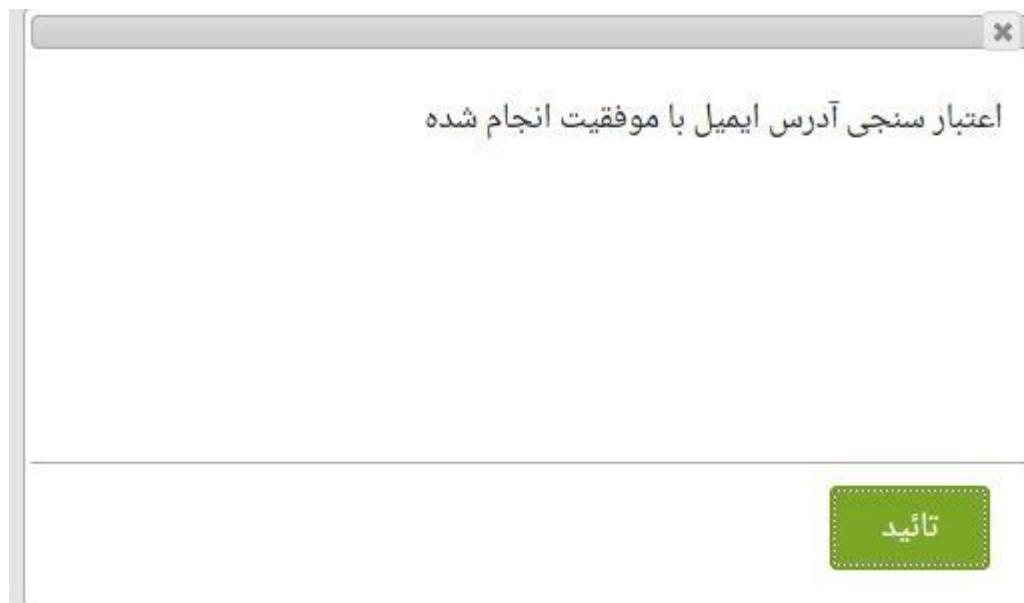 اعتبار سنجی آدرس ایمیل با موفقیت انجام شده
تائید